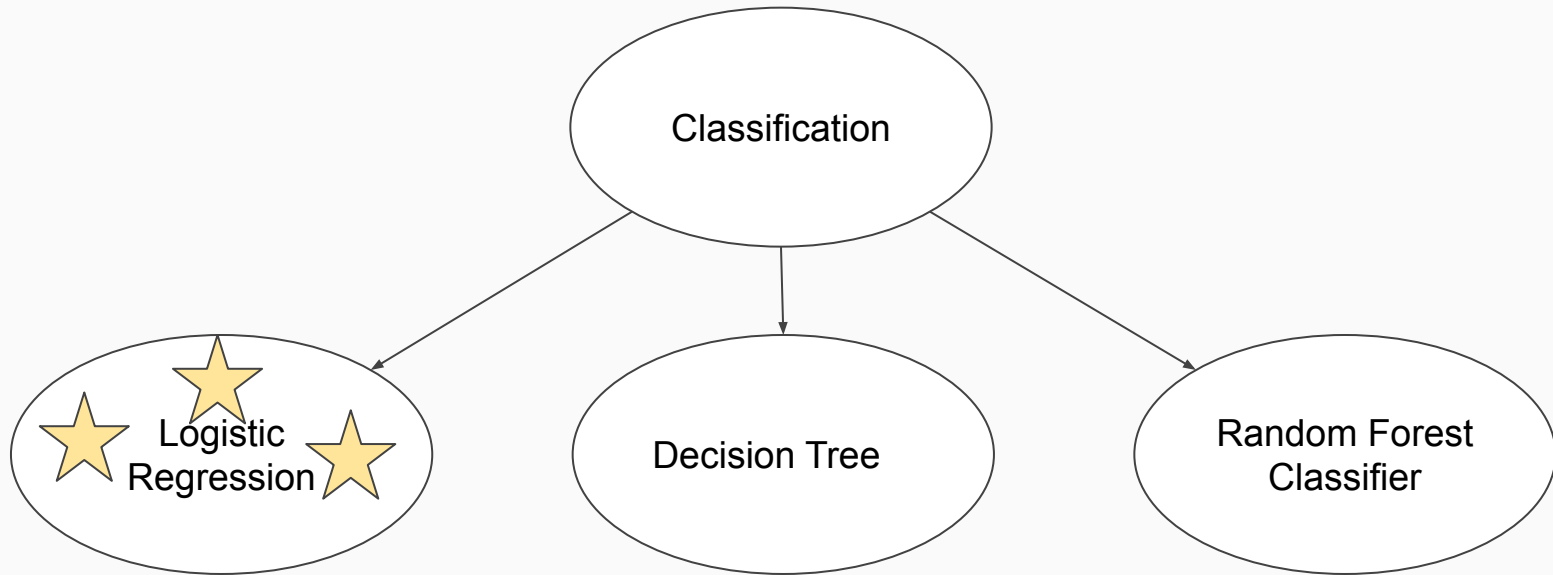 Classification
Logistic
Regression
Decision Tree
Random Forest
Classifier